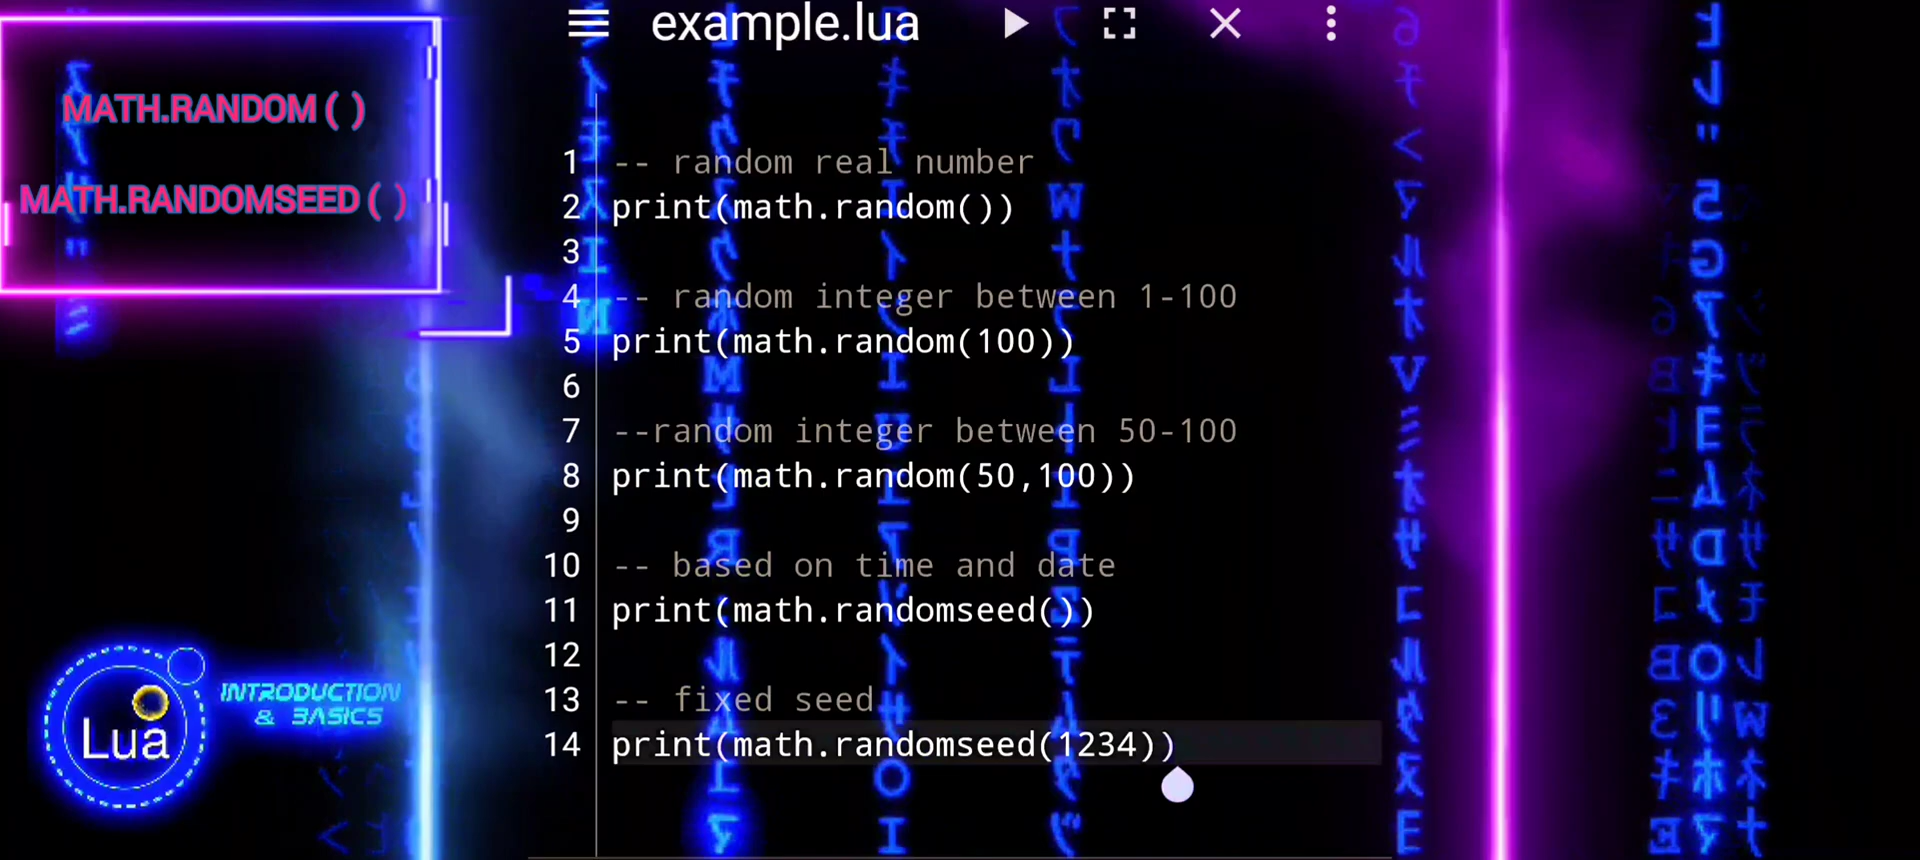 MATH.RANDOM ( )
MATH.RANDOMSEED ( )
example.lua
1 -- random real number
2 print(math.random())
3
4 -- random integer between 1-100
5 print(math.random(100))
6
7 --random integer between 50-100
8 print(math.random(50,100))
9
10 -- based on time and date
11 print(math.randomseed())
12
13 -- fixed seed
14 print(math.randomseed(1234))
Lua
INTRODUCTION
& BASICS